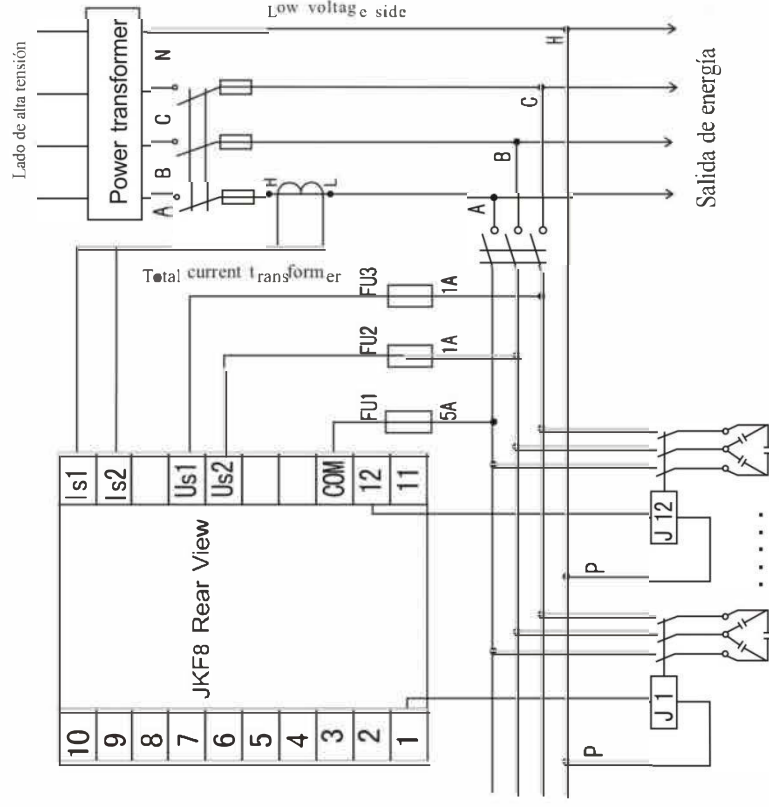 Low voltage side
Lado de alta tensión
Power transformer
A B C N
H
L
Total current transformer
H
C
B
A
Salida de energía
FU1 FU2 FU3
5A 1A 1A
Is1
Is2
8
Us1
Us2
5
COM
12
11
JKF8 Rear View
10
9
8
7
6
5
4
3
2
1
P
J 12
P
J 1
.....